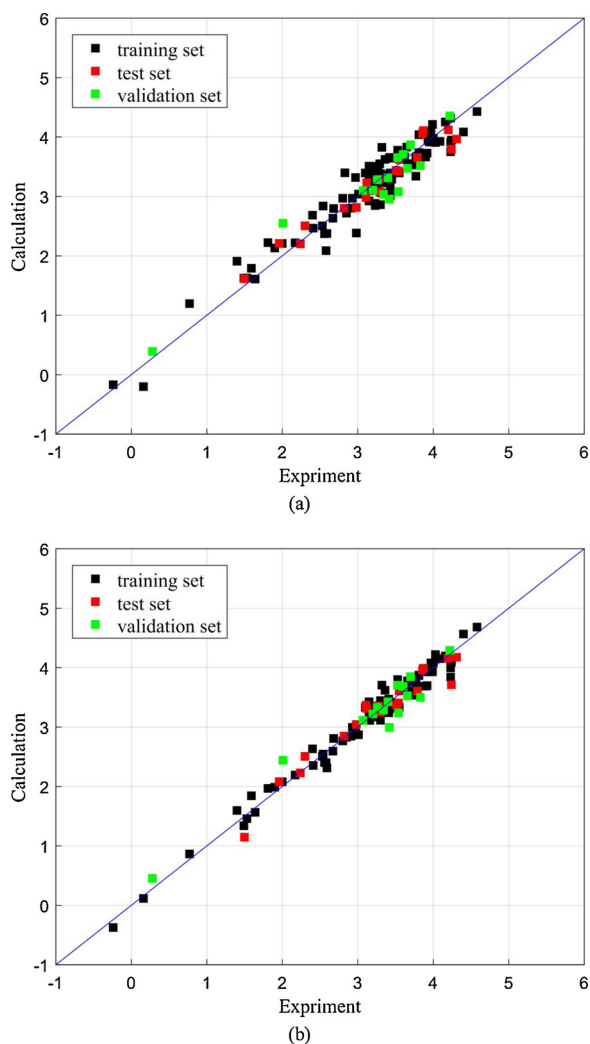 6
5
4
3
2
1
0
-1
Calculation
training set
test set
validation set
-1 0 1 2 3 4 5 6
Expriment
(a)
6
5
4
3
2
1
0
-1
Calculation
training set
test set
validation set
-1 0 1 2 3 4 5 6
Expriment
(b)